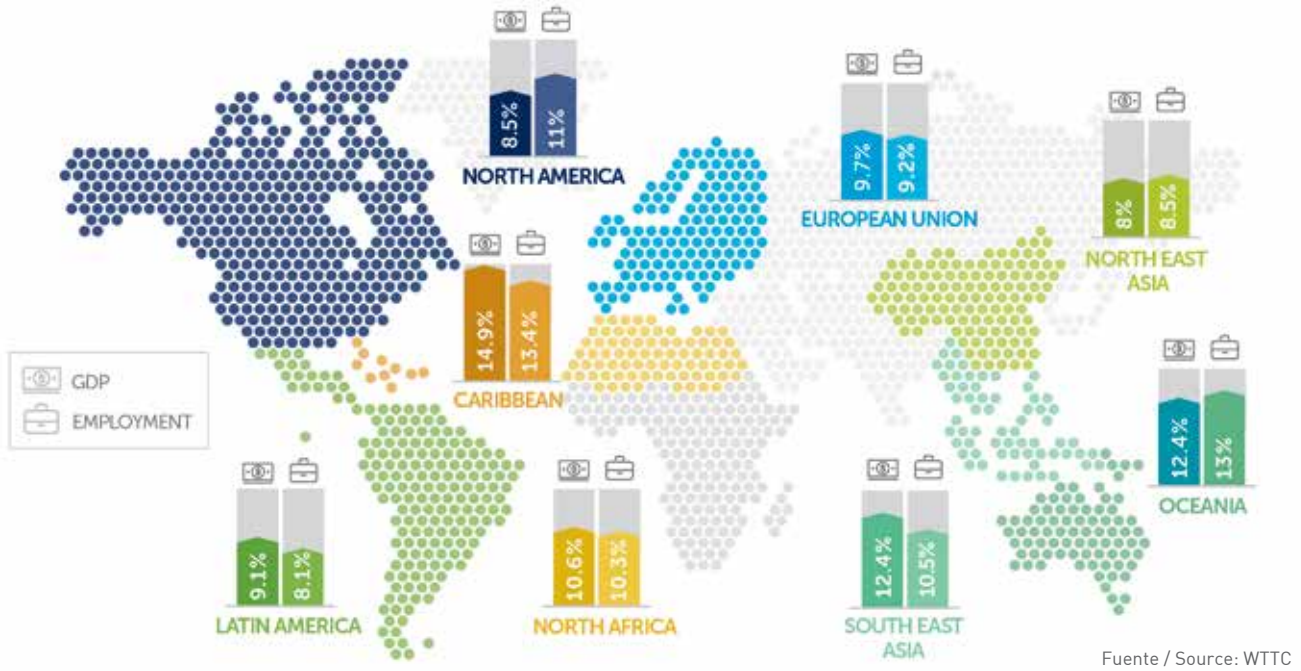 8.5%
11%
NORTH AMERICA
9.7%
9.2%
EUROPEAN UNION
8%
8.5%
NORTH EAST
ASIA
14.9%
13.4%
CARIBBEAN
GDP
EMPLOYMENT
12.4%
13%
OCEANIA
9.1%
8.1%
LATIN AMERICA
10.6%
10.3%
NORTH AFRICA
12.4%
10.5%
SOUTH EAST
ASIA
Fuente / Source: WTTC